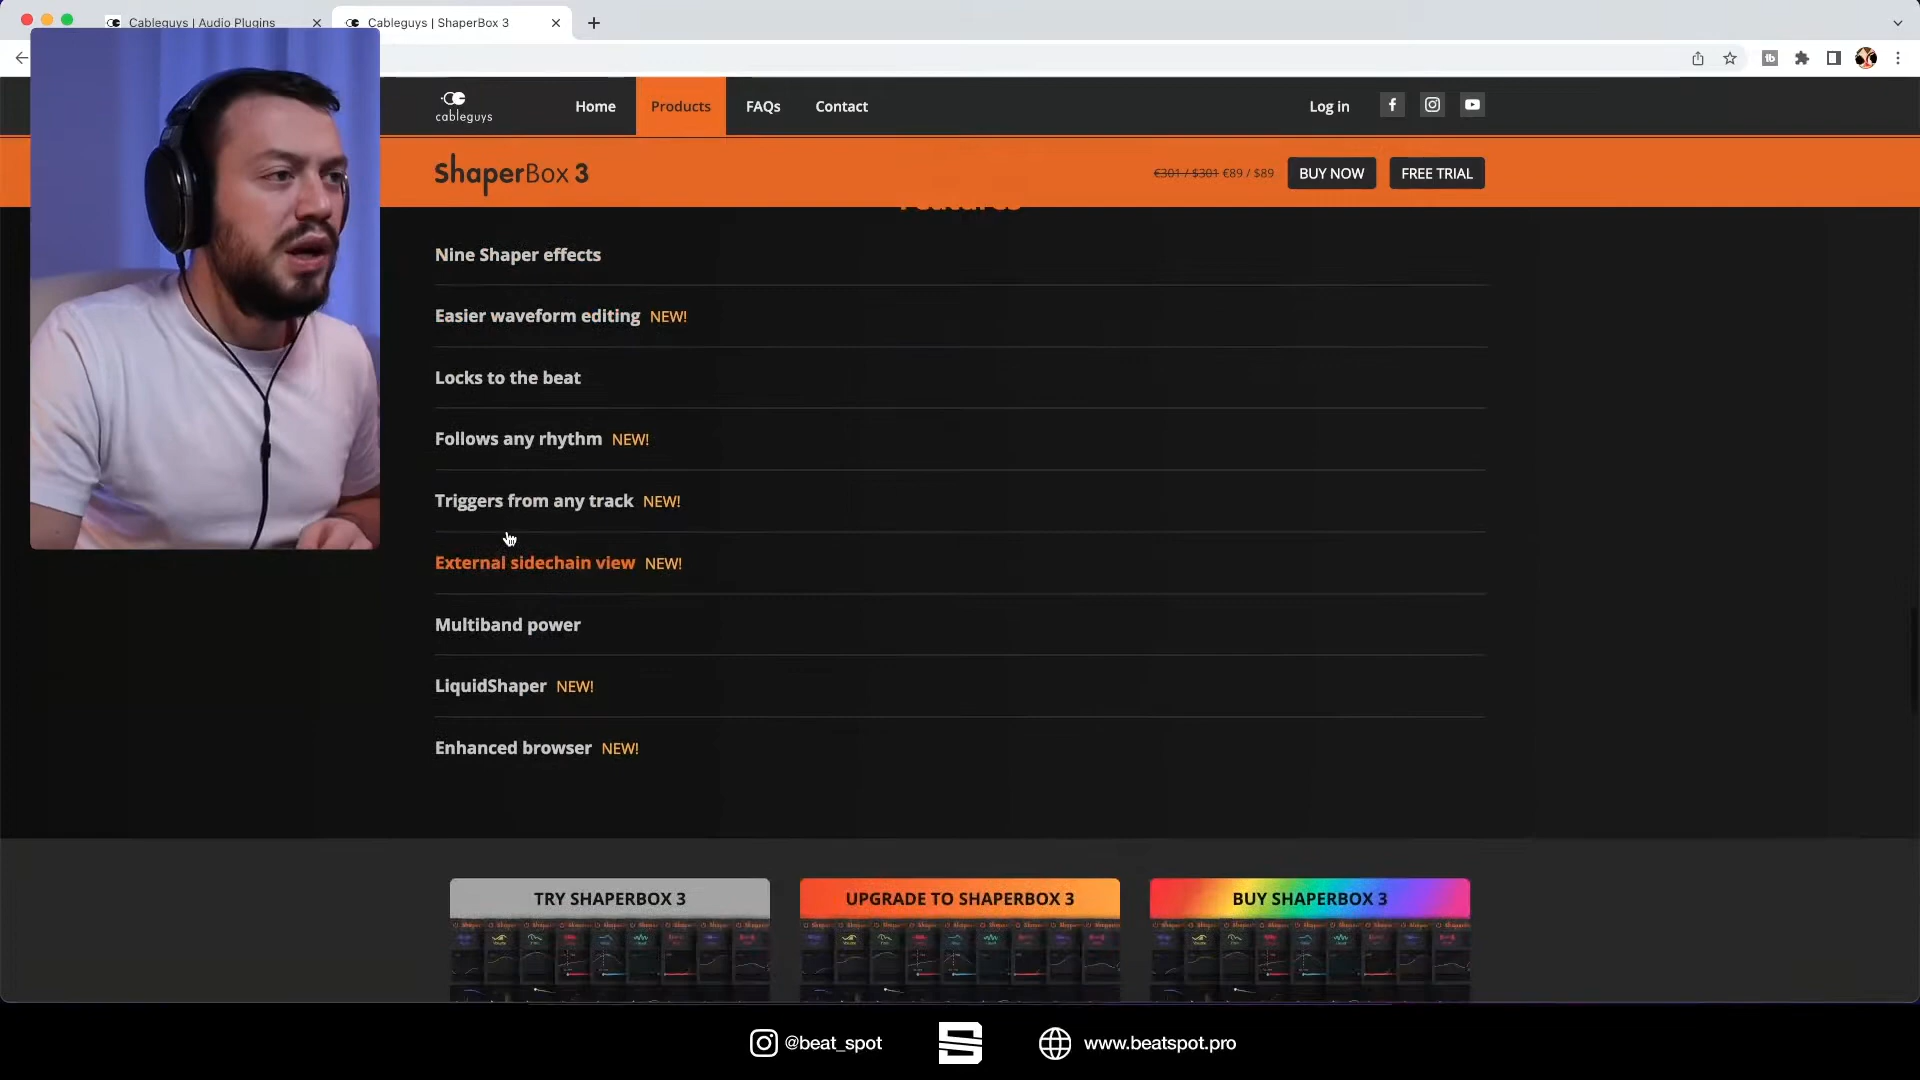 Cableguys | Audio Plugins
Cableguys | ShaperBox 3
cableguys
Home
Products
FAQs
Contact
Log in
ShaperBox 3
€301 / $301 €89 / $89
BUY NOW
FREE TRIAL
Features
Nine Shaper effects
Easier waveform editing NEW!
Locks to the beat
Follows any rhythm NEW!
Triggers from any track NEW!
External sidechain view NEW!
Multiband power
LiquidShaper NEW!
Enhanced browser NEW!
TRY SHAPERBOX 3
UPGRADE TO SHAPERBOX 3
BUY SHAPERBOX 3
@beat_spot
www.beatspot.pro